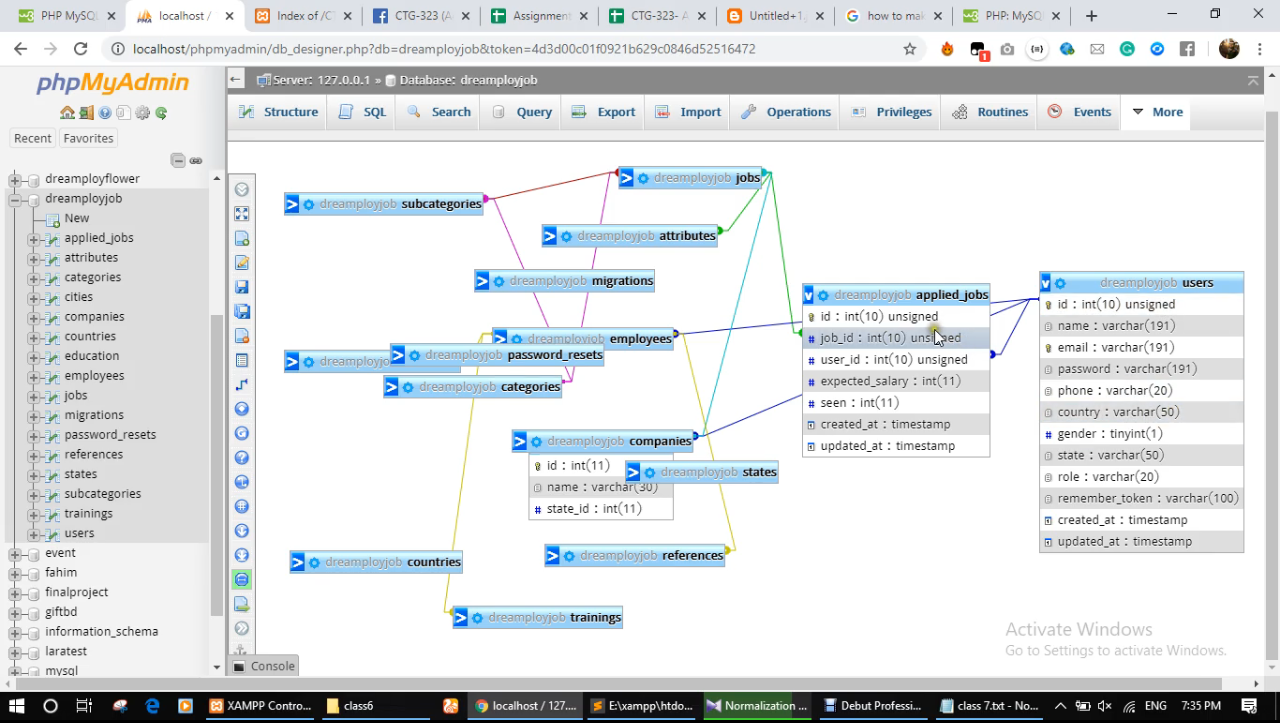 PHP MySQL
localhost /
Index of /C
CTG-323 (A
Assignment
CTG-323- A
Untitled+1
how to mak
PHP: MySQL
localhost/phpmyadmin/db_designer.php?db=dreamployjob&token=4d3d00c01f0921b629c0846d52516472
1
phpMyAdmin
Recent
Favorites
dreamployflower
dreamployjob
New
applied_jobs
attributes
categories
cities
companies
countries
education
employees
jobs
migrations
password_resets
references
states
subcategories
trainings
users
event
fahim
finalproject
giftbd
information_schema
laratest
mysql
Server: 127.0.0.1 » Database: dreamployjob
Structure
SQL
Search
Query
Export
Import
Operations
Privileges
Routines
Events
More
dreamployjob jobs
dreamployjob subcategories
dreamployjob attributes
dreamployjob migrations
employees
dreamployjob password_resets
dreamployjob categories
dreamployjob companies
id : int(11)
name : varchar(30)
state_id : int(11)
dreamployjob states
dreamployjob references
dreamployjob countries
dreamployjob trainings
dreamployjob applied_jobs
id : int(10) unsigned
job_id : int(10) unsigned
user_id : int(10) unsigned
expected_salary : int(11)
seen : int(11)
created_at : timestamp
updated_at : timestamp
dreamployjob users
id : int(10) unsigned
name : varchar(191)
email : varchar(191)
password : varchar(191)
phone : varchar(20)
country : varchar(50)
gender : tinyint(1)
state : varchar(50)
role : varchar(20)
remember_token : varchar(100)
created_at : timestamp
updated_at : timestamp
Activate Windows
Go to Settings to activate Windows.
Console
class6
XAMPP Contro...
localhost / 127....
E:\xampp\htdo...
Normalization ...
Debut Professi...
class 7.txt - No...
ENG
7:35 PM